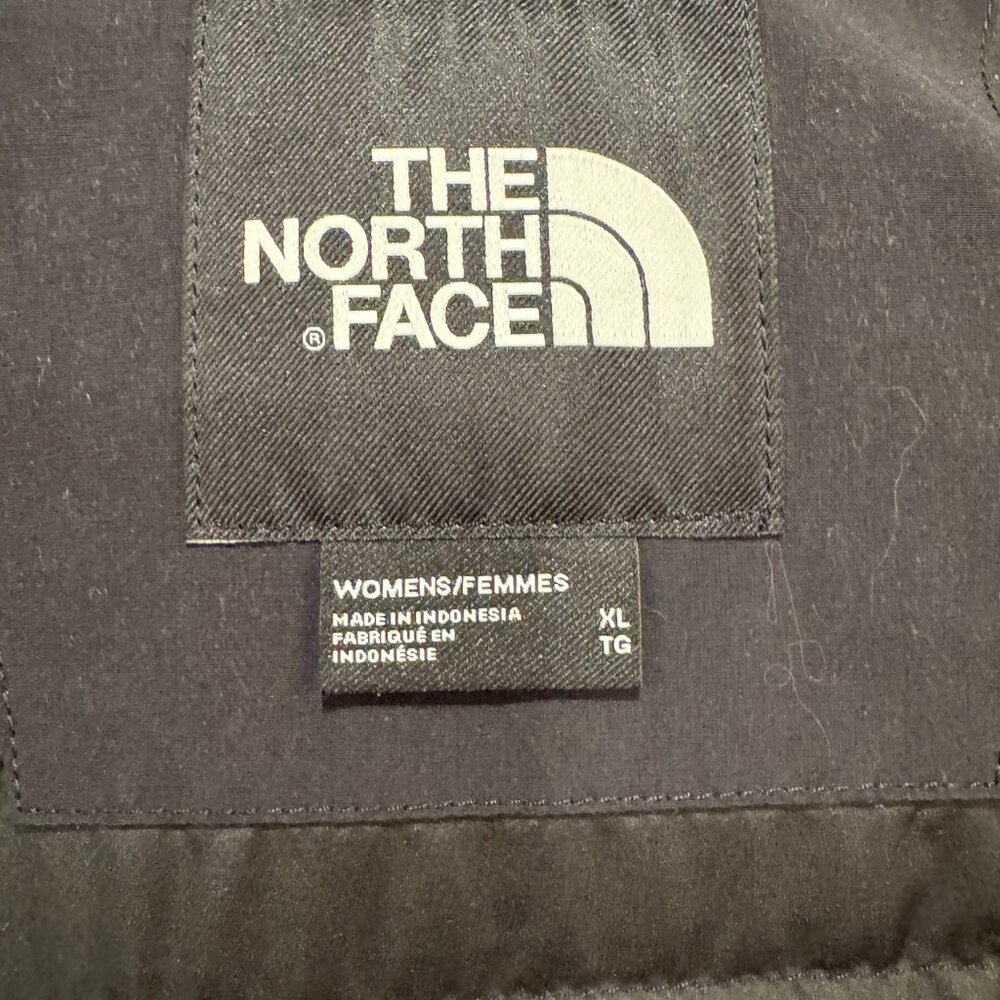 THE
NORTH
® FACE
WOMENS/FEMMES
MADE IN INDONESIA XL
FABRIQUÉ EN TG
INDONÉSIE